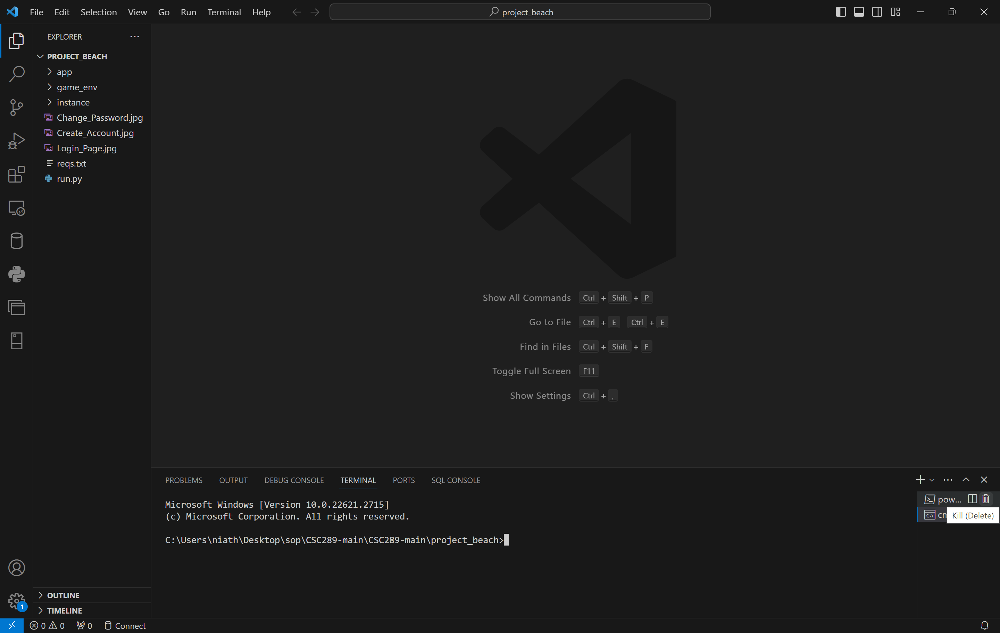 File Edit Selection View Go Run Terminal Help project_beach
EXPLORER
PROJECT_BEACH
app
game_env
instance
Change_Password.jpg
Create_Account.jpg
Login_Page.jpg
reqs.txt
run.py
Show All Commands Ctrl + Shift + P
Go to File Ctrl + E Ctrl + E
Find in Files Ctrl + Shift + F
Toggle Full Screen F11
Show Settings Ctrl + ,
PROBLEMS OUTPUT DEBUG CONSOLE TERMINAL PORTS SQL CONSOLE
Microsoft Windows [Version 10.0.22621.2715]
(c) Microsoft Corporation. All rights reserved.
C:\Users\niath\Desktop\sop\CSC289-main\CSC289-main\project_beach>
pow...
cn
Kill (Delete)
OUTLINE
TIMELINE
1
0 0 0 Connect